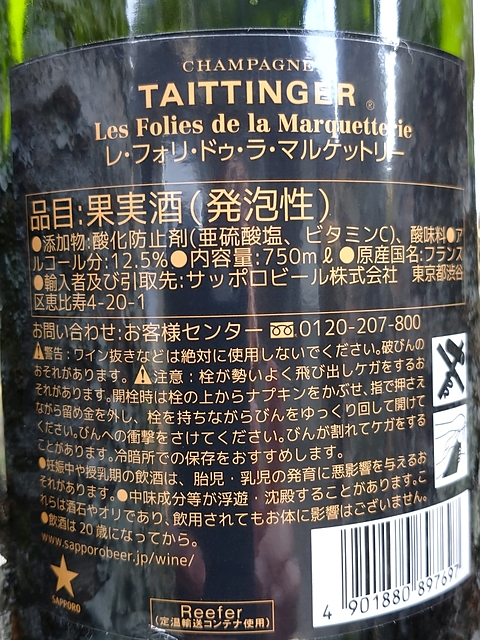 CHAMPAGNE
TAITTINGER ®
Les Folies de la Marquetterie
レ・フォリ・ドゥ・ラ・マルケットリー
品目:果実酒(発泡性)
●添加物:酸化防止剤(亜硫酸塩、ビタミンC)、酸味料●ア
ルコール分:12.5%●内容量:750mℓ●原産国名:フランス
●輸入者及び引取先:サッポロビール株式会社 東京都渋谷
区恵比寿4-20-1
お問い合わせ:お客様センター 0120-207-800
⚠警告:ワイン抜きなどは絶対に使用しないでください。破びんの
おそれがあります。⚠注意:栓が勢いよく飛び出しケガをするお
それがあります。開栓時は栓の上からナプキンをかぶせ、指で押さえ
ながら留め金を外し、栓を持ちながらびんをゆっくり回して開けて
ください。びんへの衝撃をさけてください。びんが割れてケガをする
ことがあります。冷暗所での保存をおすすめします。
●妊娠中や授乳期の飲酒は、胎児・乳児の発育に悪影響を与えるお
それがあります。●中味成分等が浮遊・沈殿することがあります。こ
れらは酒石やオリであり、飲用されてもお体に影響はございません。
●飲酒は20歳になってから。
www.sapporobeer.jp/wine/
SAPPORO
Reefer
(定温輸送コンテナ使用)
4 901880 897697